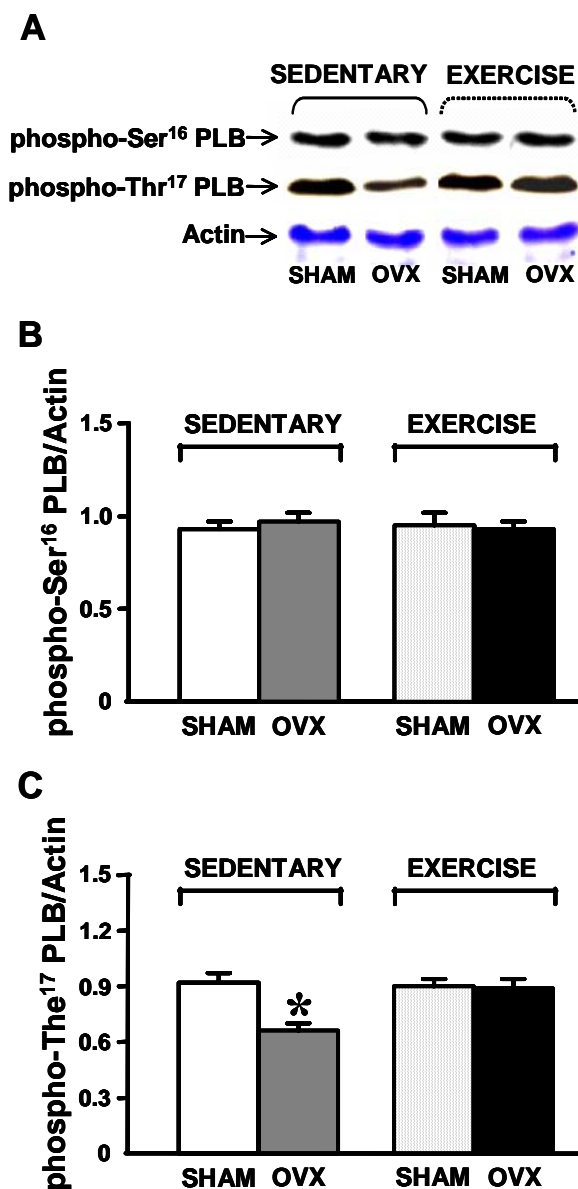 A
SEDENTARY EXERCISE
phospho-Ser16 PLB
phospho-Thr17 PLB
Actin
SHAM OVX SHAM OVX
B
phospho-Ser16 PLB/Actin
1.5
1.0
0.5
0
SEDENTARY EXERCISE
SHAM OVX SHAM OVX
C
phospho-The17 PLB/Actin
1.5
1.2
0.9
0.6
0.3
0
SEDENTARY EXERCISE
*
SHAM OVX SHAM OVX